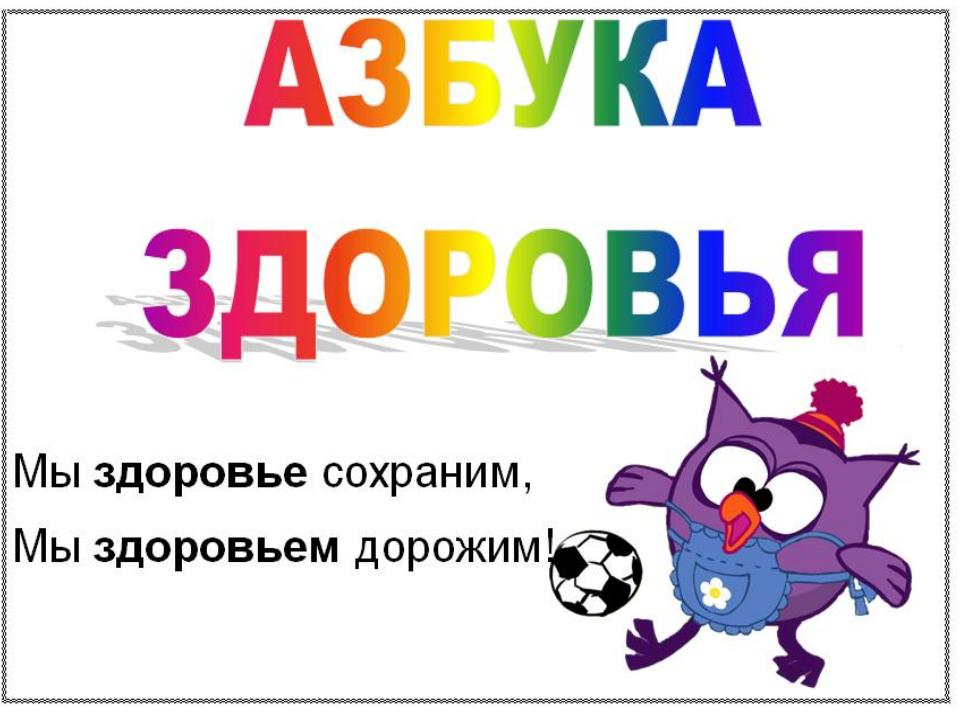 АЗБУКА
ЗДОРОВЬЯ
Мы здоровье сохраним,
Мы здоровьем дорожим!